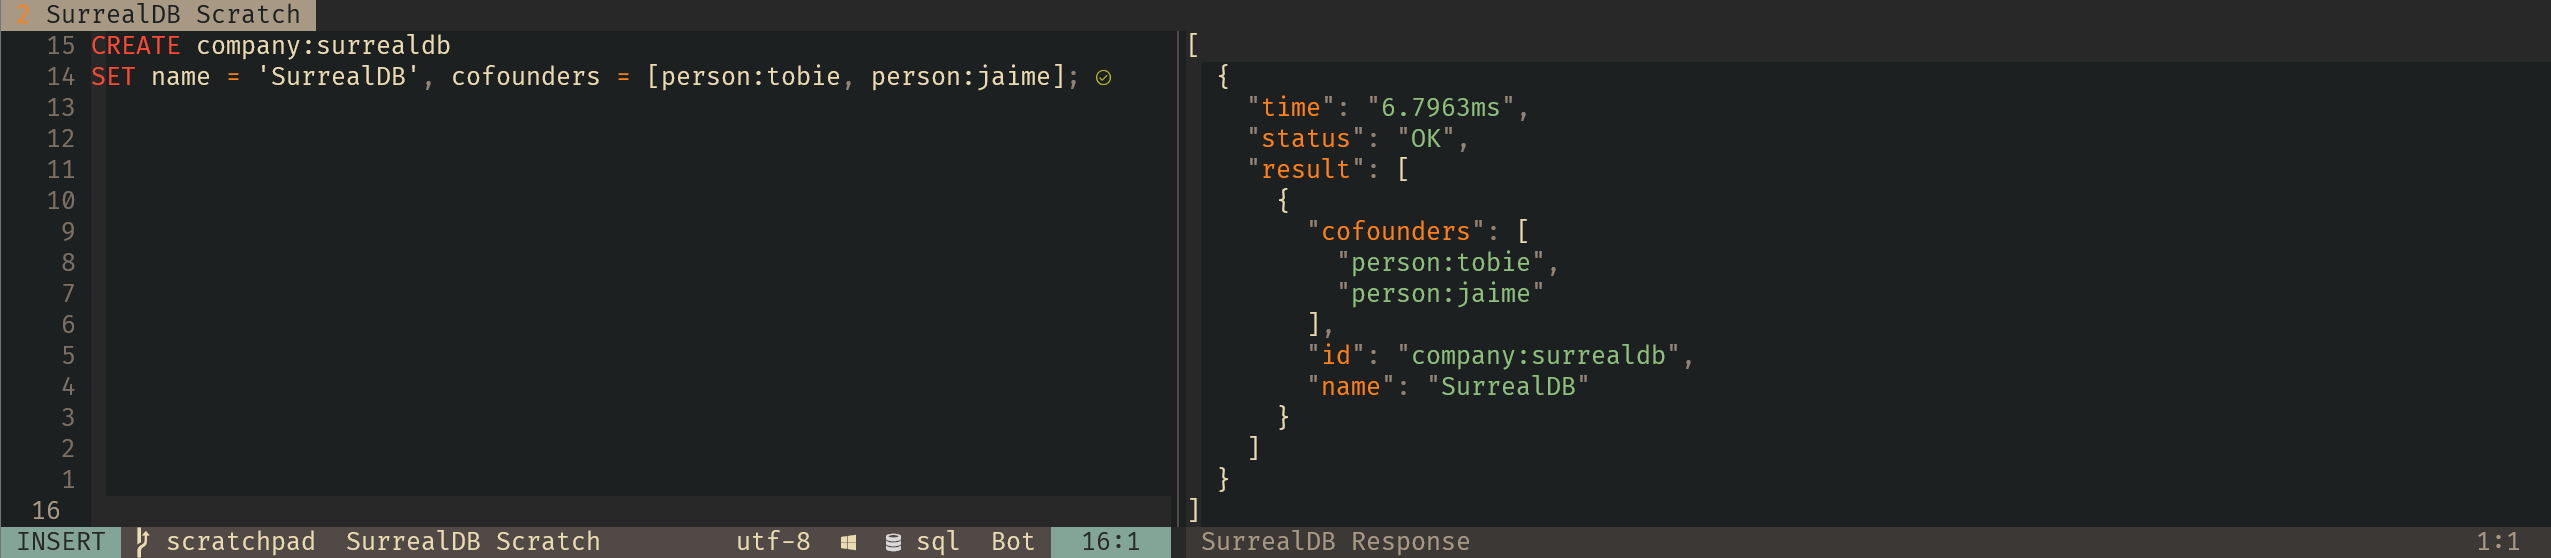 2 SurrealDB Scratch
15 CREATE company:surrealdb
14 SET name = 'SurrealDB', cofounders = [person:tobie, person:jaime];
13
12
11
10
9
8
7
6
5
4
3
2
1
16
INSERT scratchpad SurrealDB Scratch utf-8 sql Bot 16:1
[
  {
    "time": "6.7963ms",
    "status": "OK",
    "result": [
      {
        "cofounders": [
          "person:tobie",
          "person:jaime"
        ],
        "id": "company:surrealdb",
        "name": "SurrealDB"
      }
    ]
  }
]
SurrealDB Response 1:1